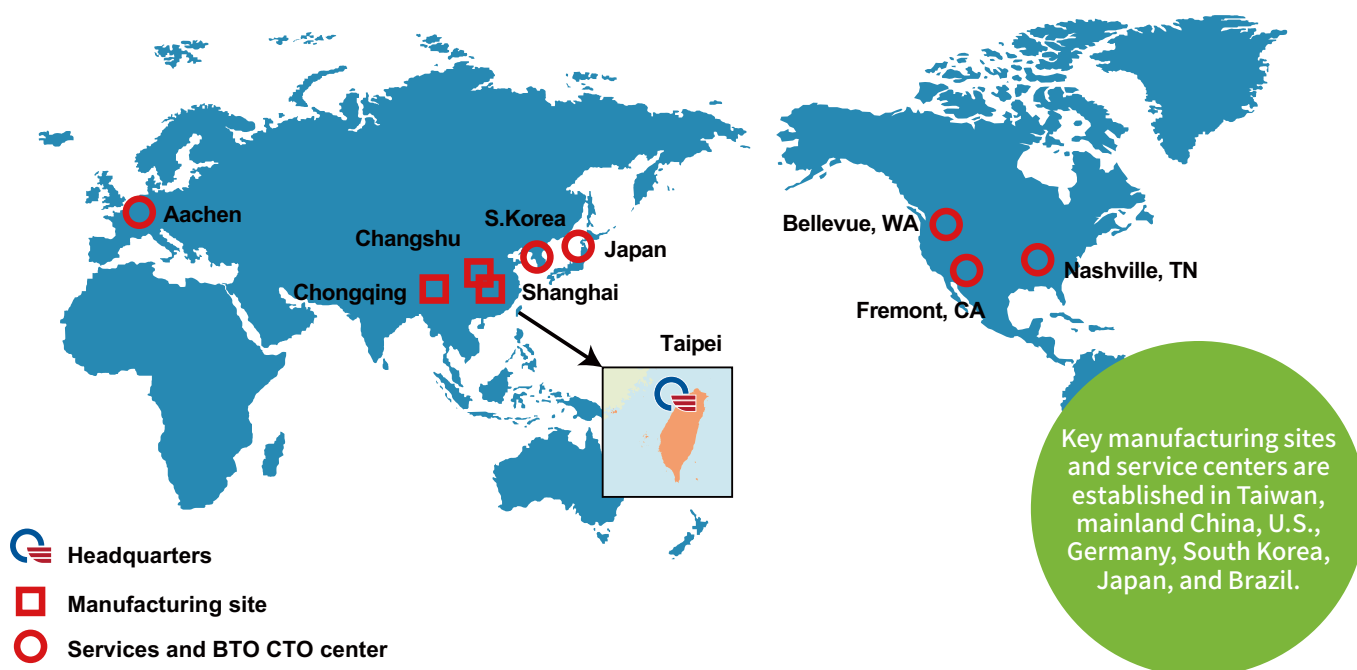 Aachen
S.Korea
Changshu
Japan
Chongqing
Shanghai
Taipei
Bellevue, WA
Nashville, TN
Fremont, CA
Key manufacturing sites
and service centers are
established in Taiwan,
mainland China, U.S.,
Germany, South Korea,
Japan, and Brazil.
Headquarters
Manufacturing site
Services and BTO CTO center